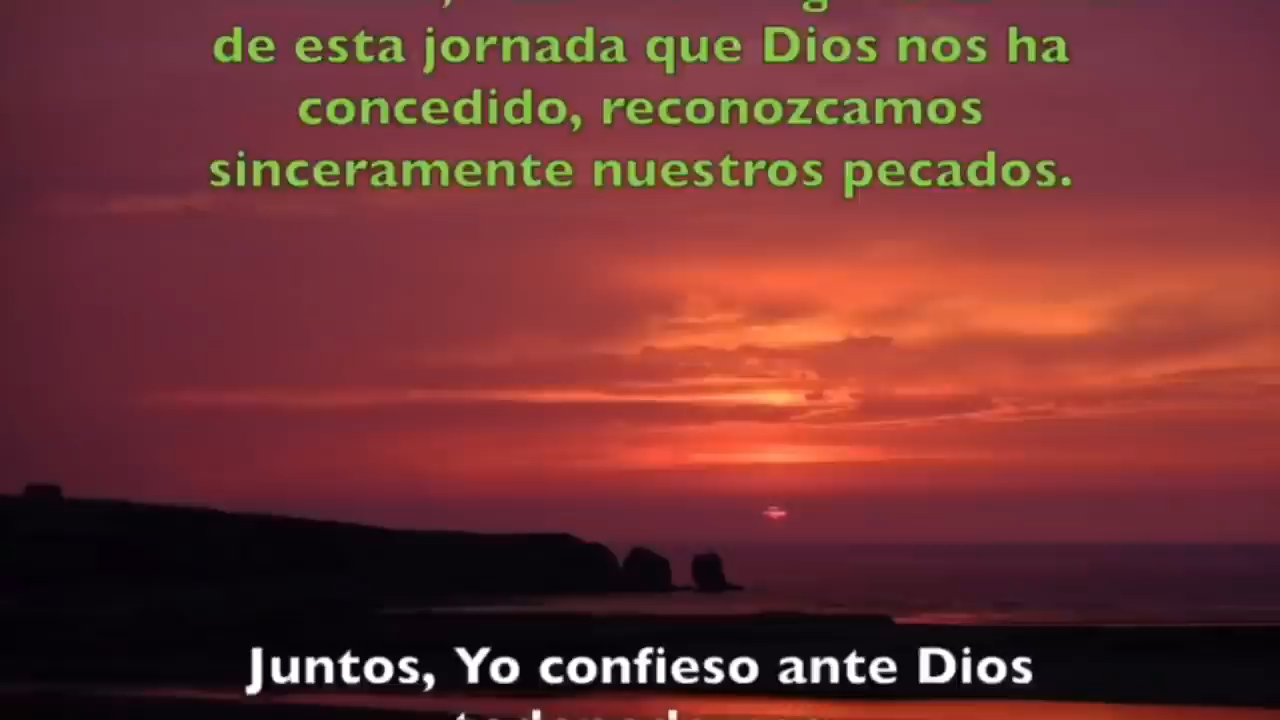 de esta jornada que Dios nos ha
concedido, reconozcamos
sinceramente nuestros pecados.
Juntos, Yo confieso ante Dios